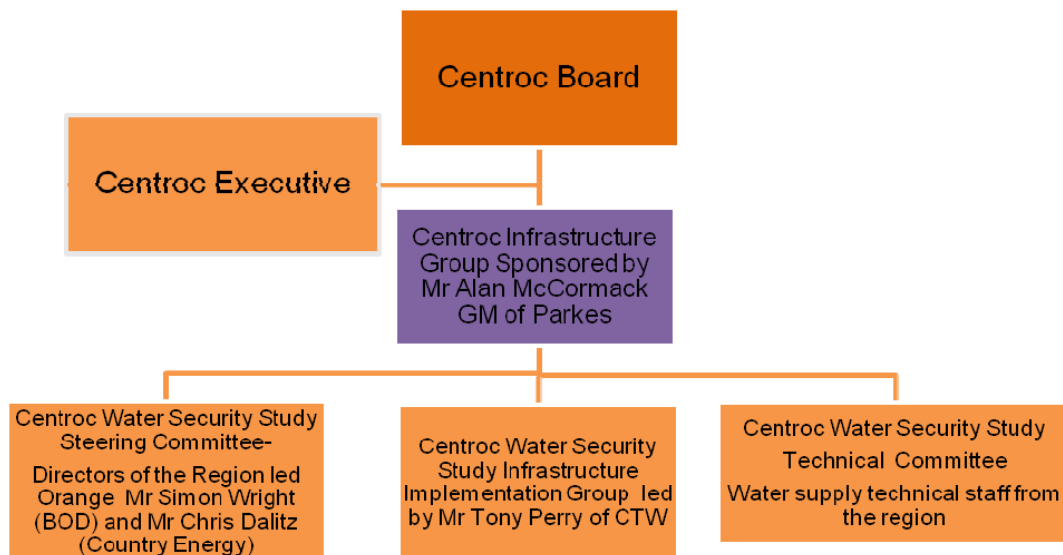 Centroc Board
Centroc Executive
Centroc Infrastructure
Group Sponsored by
Mr Alan McCormack
GM of Parkes
Centroc Water Security Study
Steering Committee-
Directors of the Region led
Orange Mr Simon Wright
(BOD) and Mr Chris Dalitz
(Country Energy)
Centroc Water Security
Study Infrastructure
Implementation Group led
by Mr Tony Perry of CTW
Centroc Water Security Study
Technical Committee
Water supply technical staff from
the region